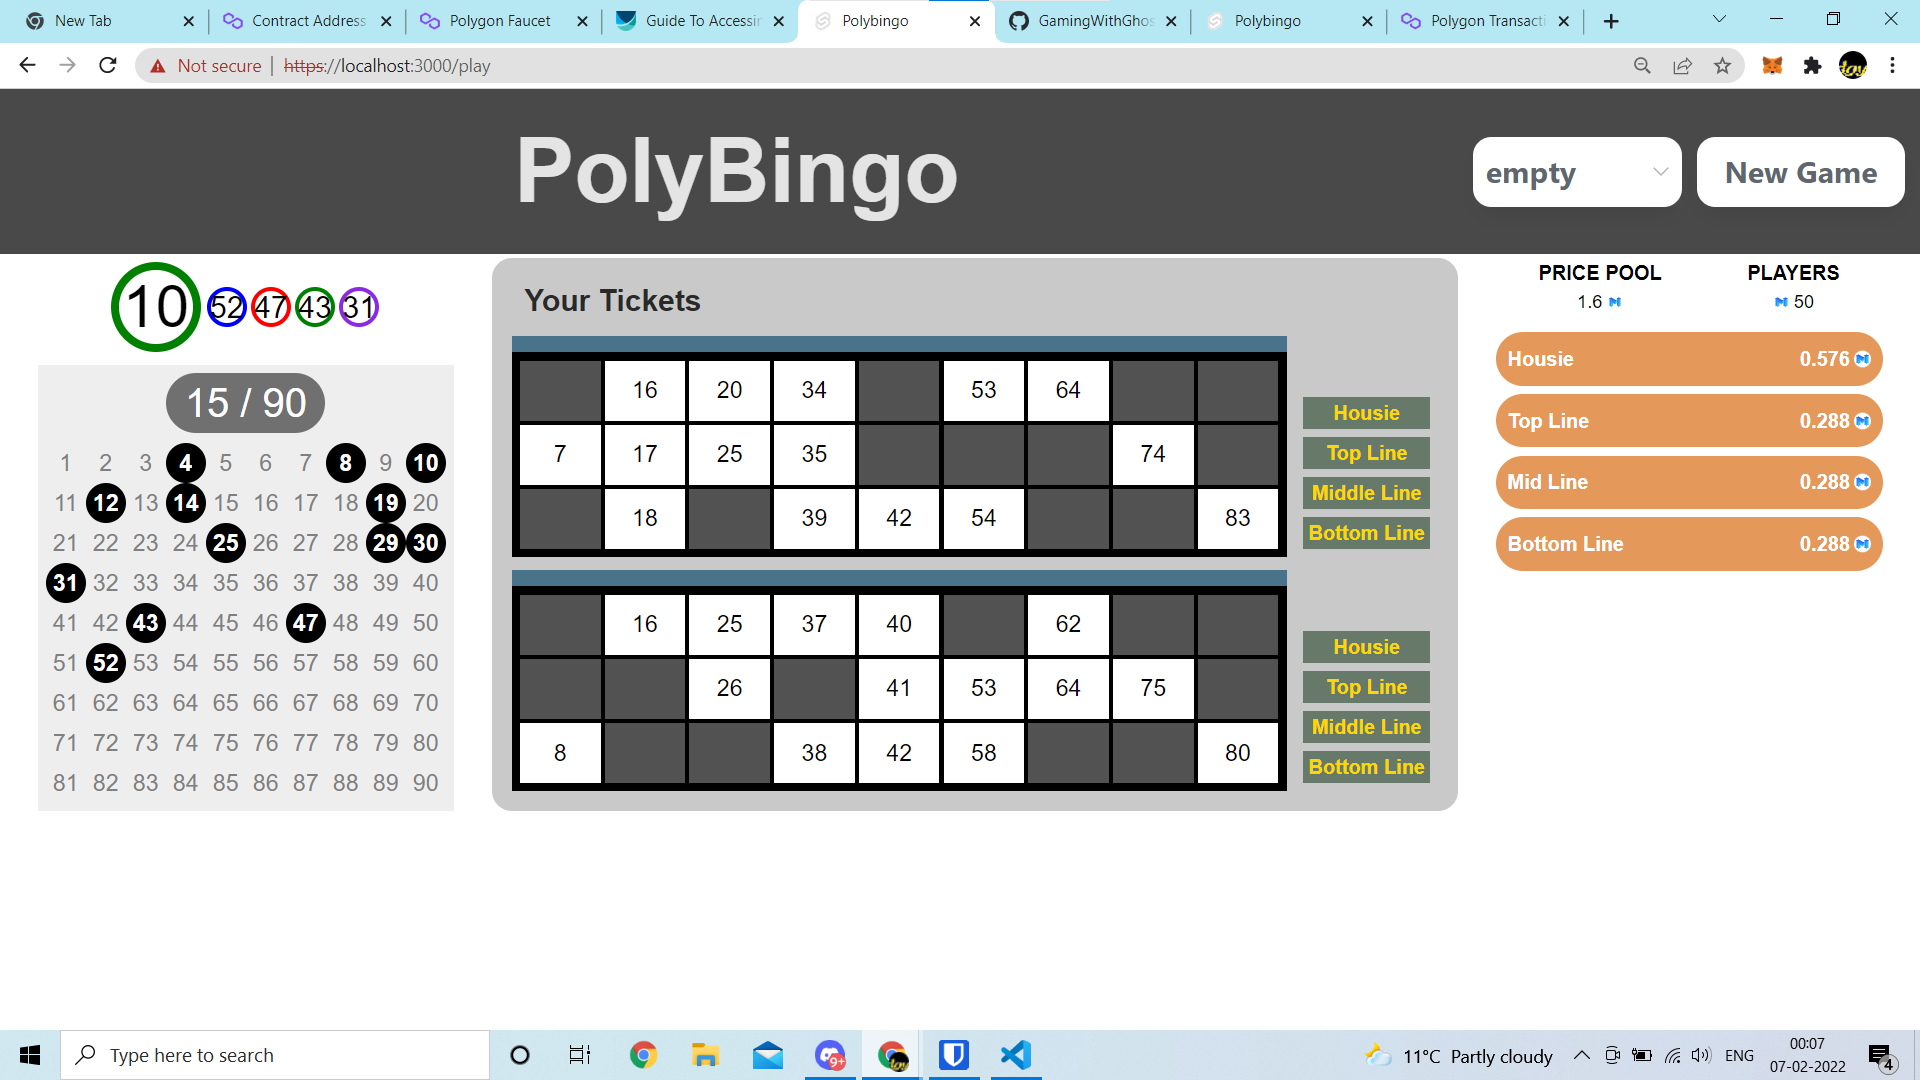 New Tab
Contract Address
Polygon Faucet
Guide To Accessin
Polybingo
GamingWithGhos
Polybingo
Polygon Transacti
Not secure | https://localhost:3000/play
PolyBingo
empty
New Game
10 52 47 43 31
15 / 90
1 2 3 4 5 6 7 8 9 10
11 12 13 14 15 16 17 18 19 20
21 22 23 24 25 26 27 28 29 30
31 32 33 34 35 36 37 38 39 40
41 42 43 44 45 46 47 48 49 50
51 52 53 54 55 56 57 58 59 60
61 62 63 64 65 66 67 68 69 70
71 72 73 74 75 76 77 78 79 80
81 82 83 84 85 86 87 88 89 90
Your Tickets
16 20 34 53 64
7 17 25 35 74
18 39 42 54 83
Housie
Top Line
Middle Line
Bottom Line
16 25 37 40 62
26 41 53 64 75
8 38 42 58 80
Housie
Top Line
Middle Line
Bottom Line
PRICE POOL
1.6
PLAYERS
50
Housie 0.576
Top Line 0.288
Mid Line 0.288
Bottom Line 0.288
Type here to search
9+
11°C Partly cloudy
ENG
00:07
07-02-2022
4